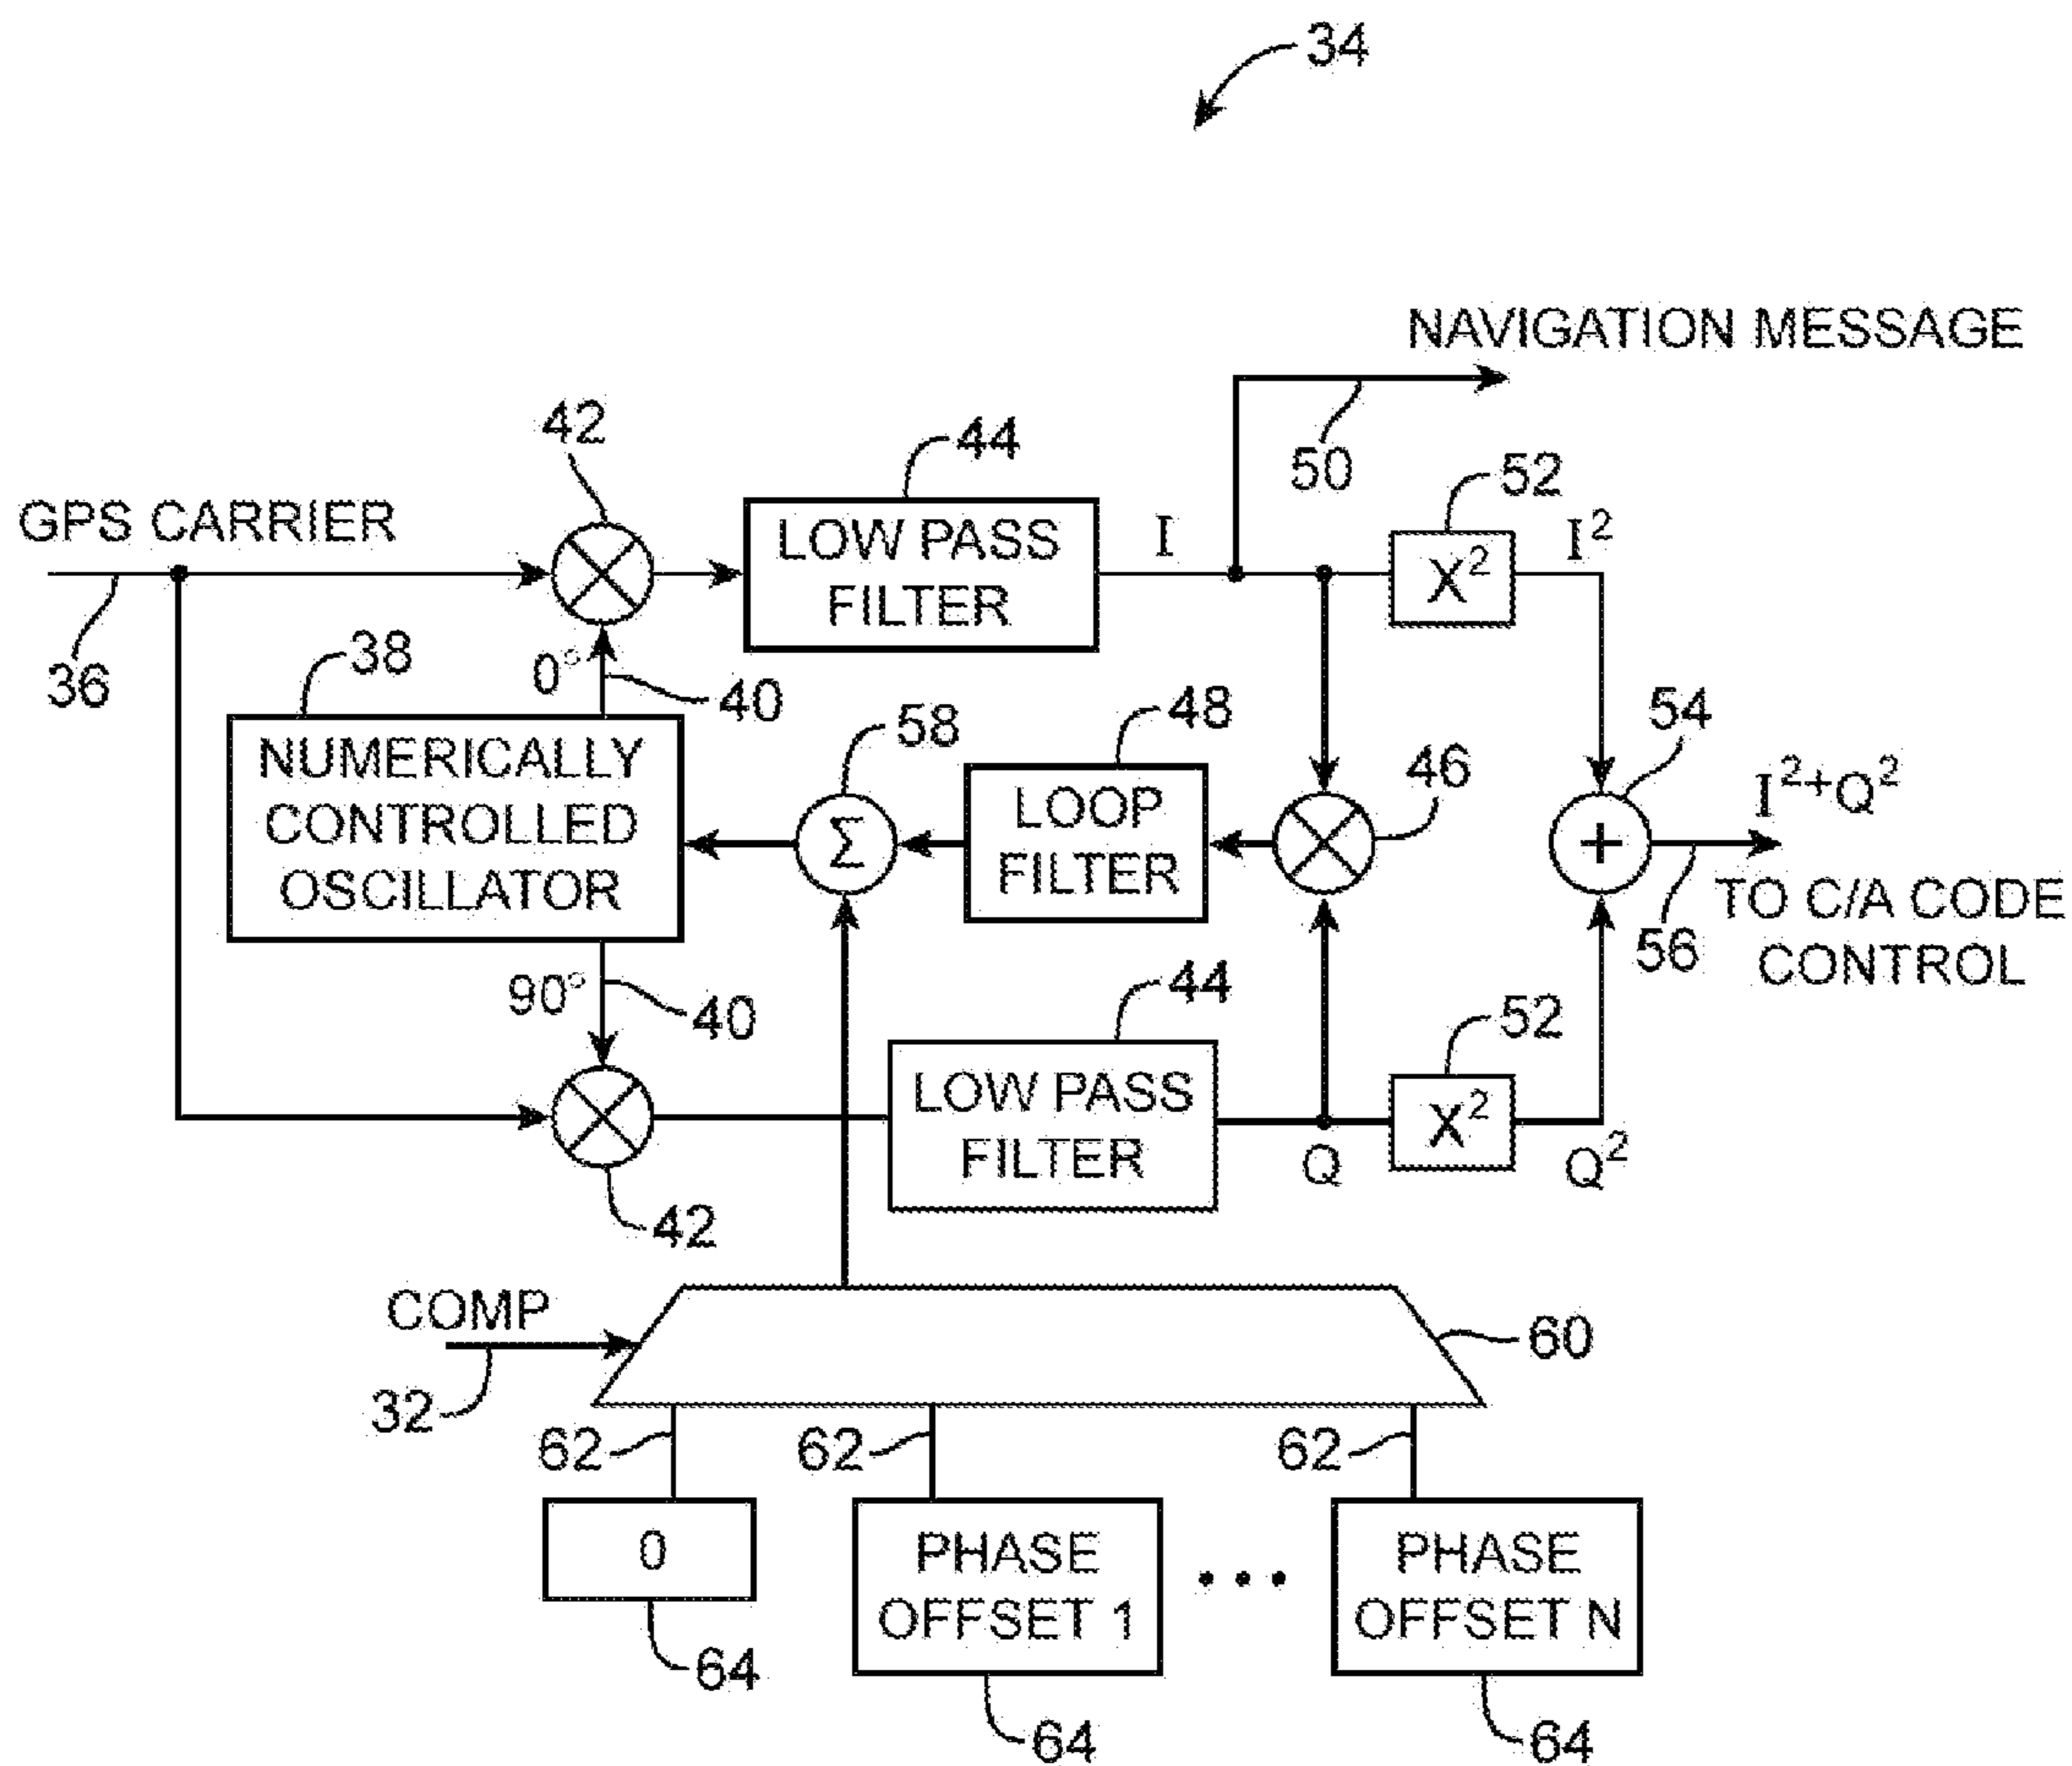 34
NAVIGATION MESSAGE
50
42
44
52
GPS CARRIER
LOW PASS
FILTER
I
X²
I²
36
38
0°
40
58
48
46
54
NUMERICALLY
CONTROLLED
OSCILLATOR
Σ
LOOP
FILTER
+
I²+Q²
56
TO C/A CODE
CONTROL
90°
40
44
52
LOW PASS
FILTER
X²
Q
Q²
42
COMP
32
60
62
62
62
0
PHASE
OFFSET 1
• • •
PHASE
OFFSET N
64
64
64